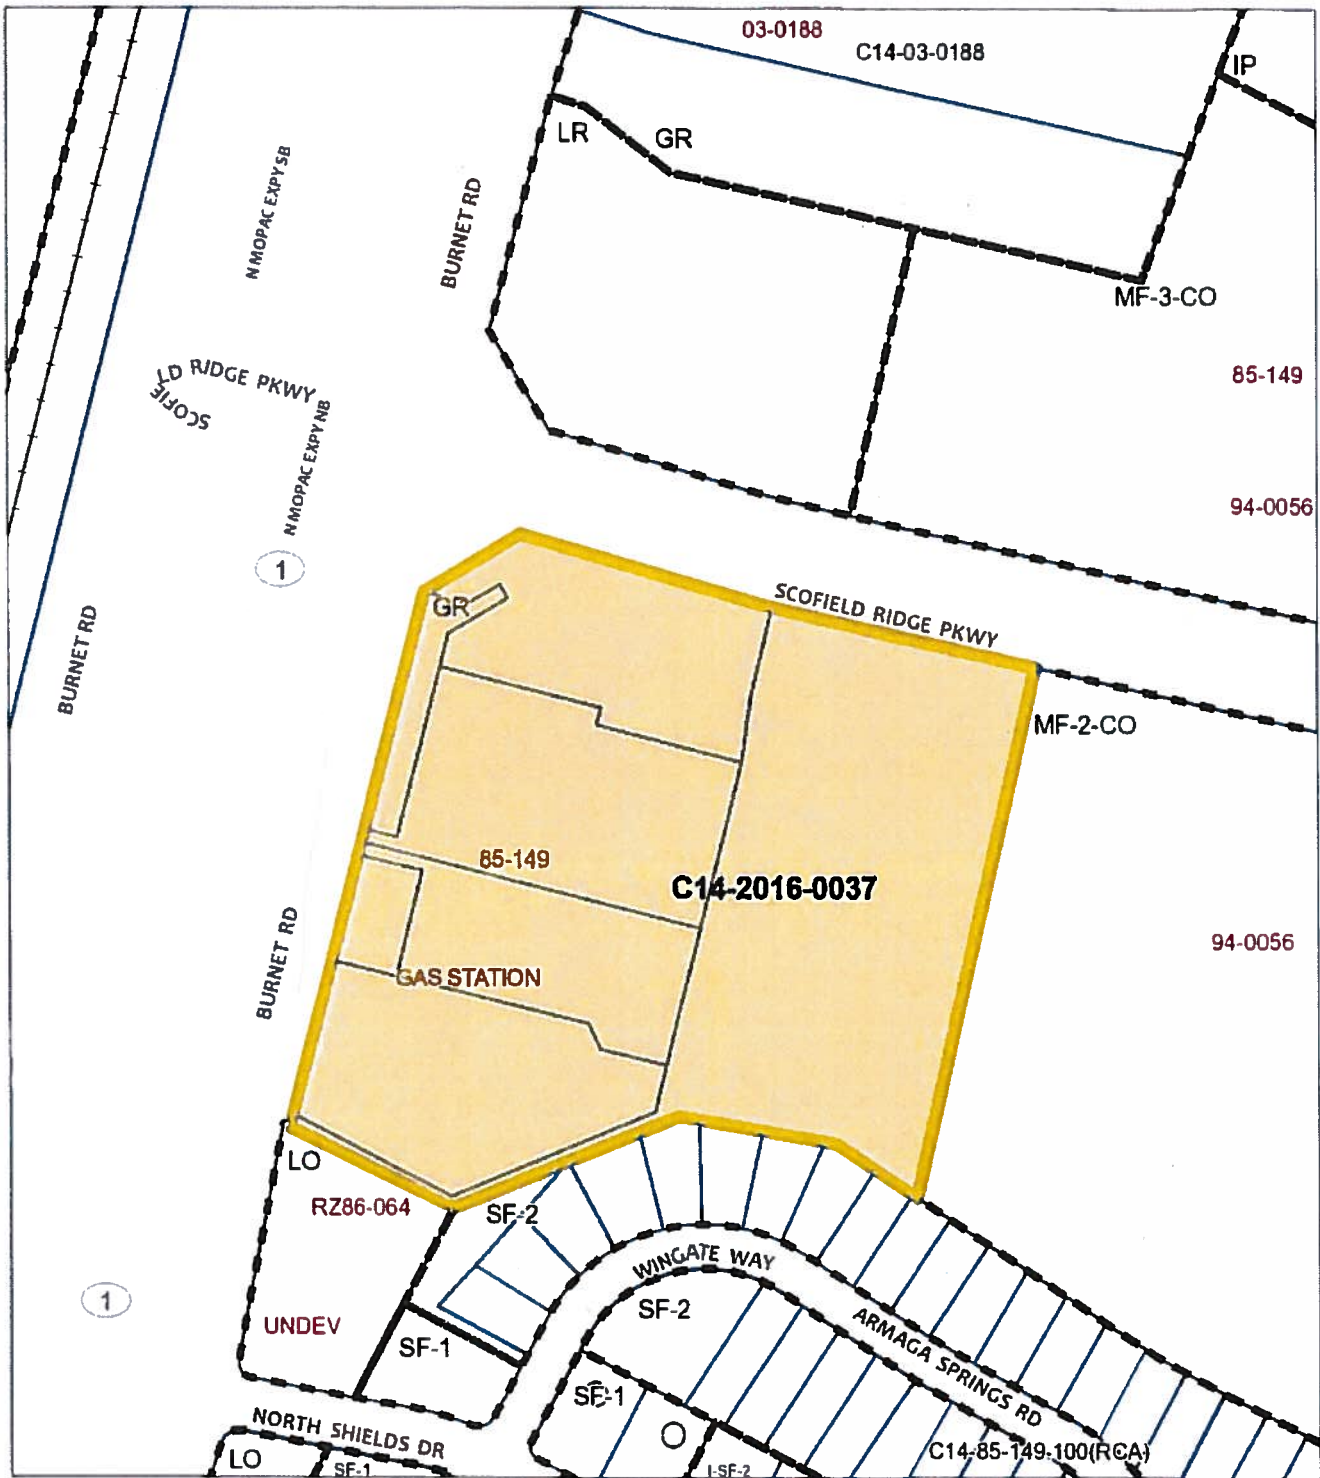 03-0188
C14-03-0188
IP
LR
GR
N MOPAC EXPY SB
BURNET RD
MF-3-CO
SCOFIELD RIDGE PKWY
85-149
N MOPAC EXPY NB
94-0056
1
GR
SCOFIELD RIDGE PKWY
BURNET RD
MF-2-CO
85-149
C14-2016-0037
94-0056
BURNET RD
GAS STATION
LO
RZ86-064
SF-2
WINGATE WAY
1
SF-2
UNDEV
SF-1
ARMAGA SPRINGS RD
SF-1
NORTH SHIELDS DR
C14-85-149-100(RCA)
LO
SF-1
I-SF-2